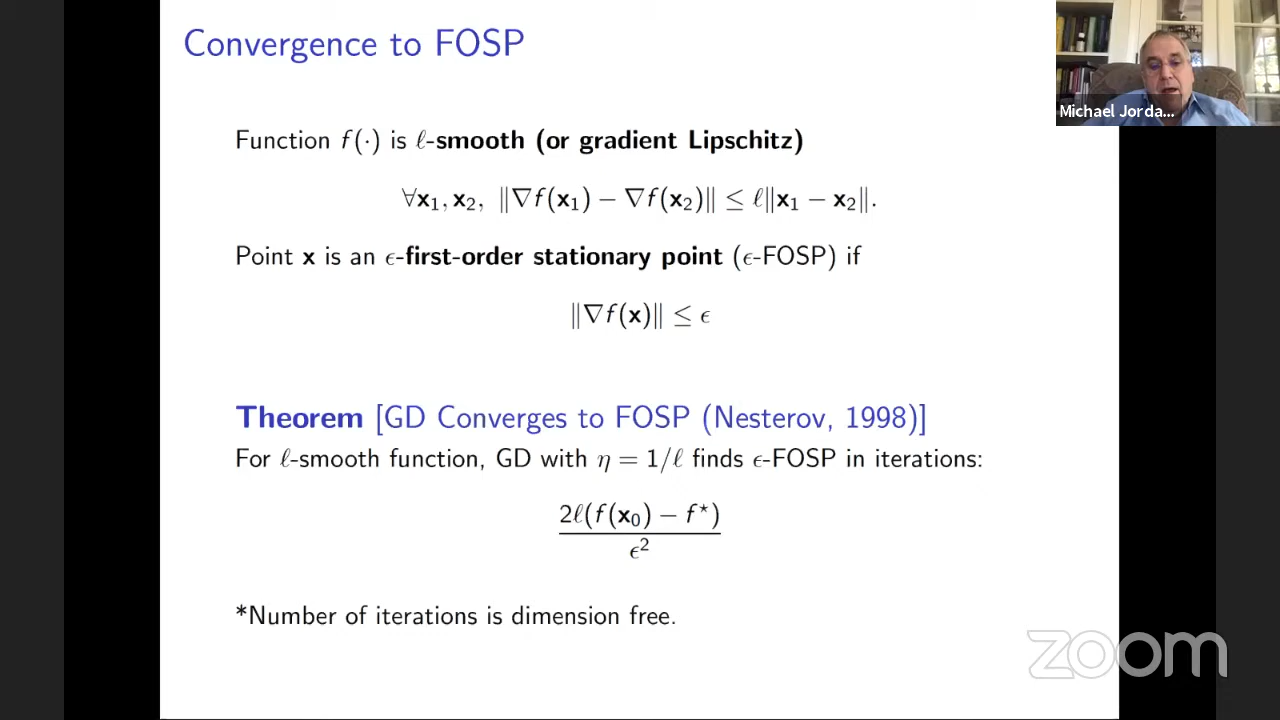 Convergence to FOSP
Michael Jorda...
Function f(·) is ℓ-smooth (or gradient Lipschitz)
∀x₁, x₂, ‖∇f(x₁) − ∇f(x₂)‖ ≤ ℓ‖x₁ − x₂‖.
Point x is an ϵ-first-order stationary point (ϵ-FOSP) if
‖∇f(x)‖ ≤ ϵ
Theorem [GD Converges to FOSP (Nesterov, 1998)]
For ℓ-smooth function, GD with η = 1/ℓ finds ϵ-FOSP in iterations:
2ℓ(f(x₀) − f⋆)
ϵ²
*Number of iterations is dimension free.
zoom